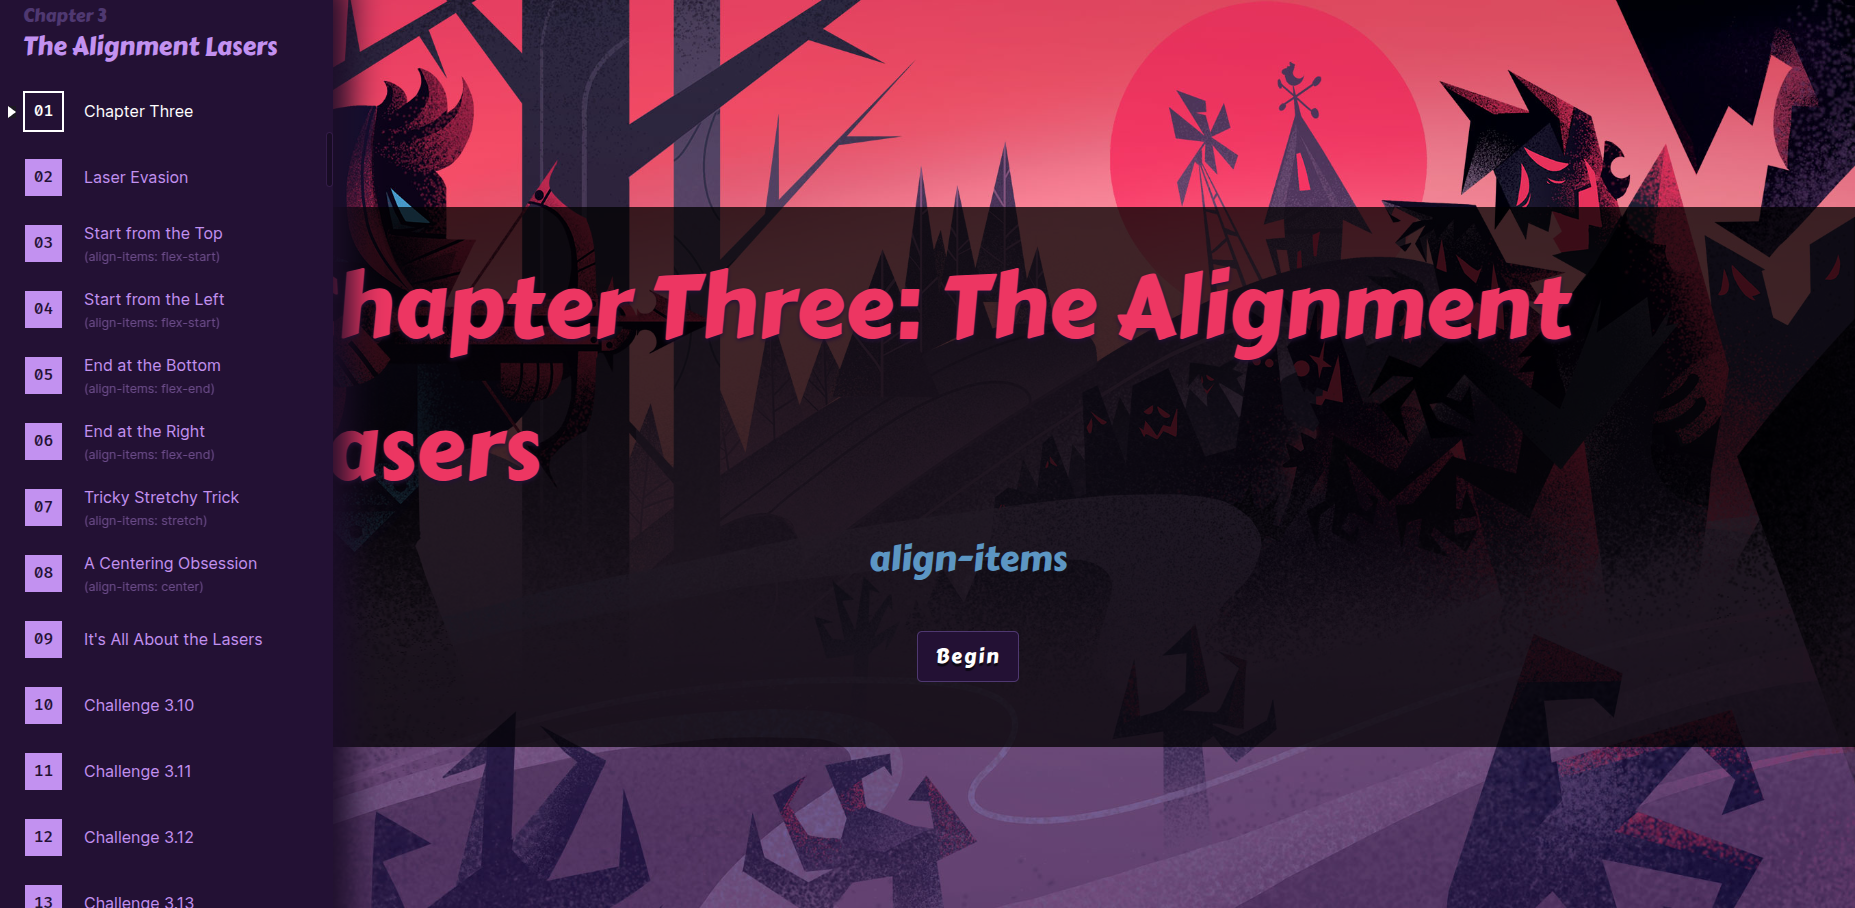 Chapter 3
The Alignment Lasers
01 Chapter Three
02 Laser Evasion
03 Start from the Top
(align-items: flex-start)
04 Start from the Left
(align-items: flex-start)
05 End at the Bottom
(align-items: flex-end)
06 End at the Right
(align-items: flex-end)
07 Tricky Stretchy Trick
(align-items: stretch)
08 A Centering Obsession
(align-items: center)
09 It's All About the Lasers
10 Challenge 3.10
11 Challenge 3.11
12 Challenge 3.12
13 Challenge 3.13
hapter Three: The Alignment
asers
align-items
Begin